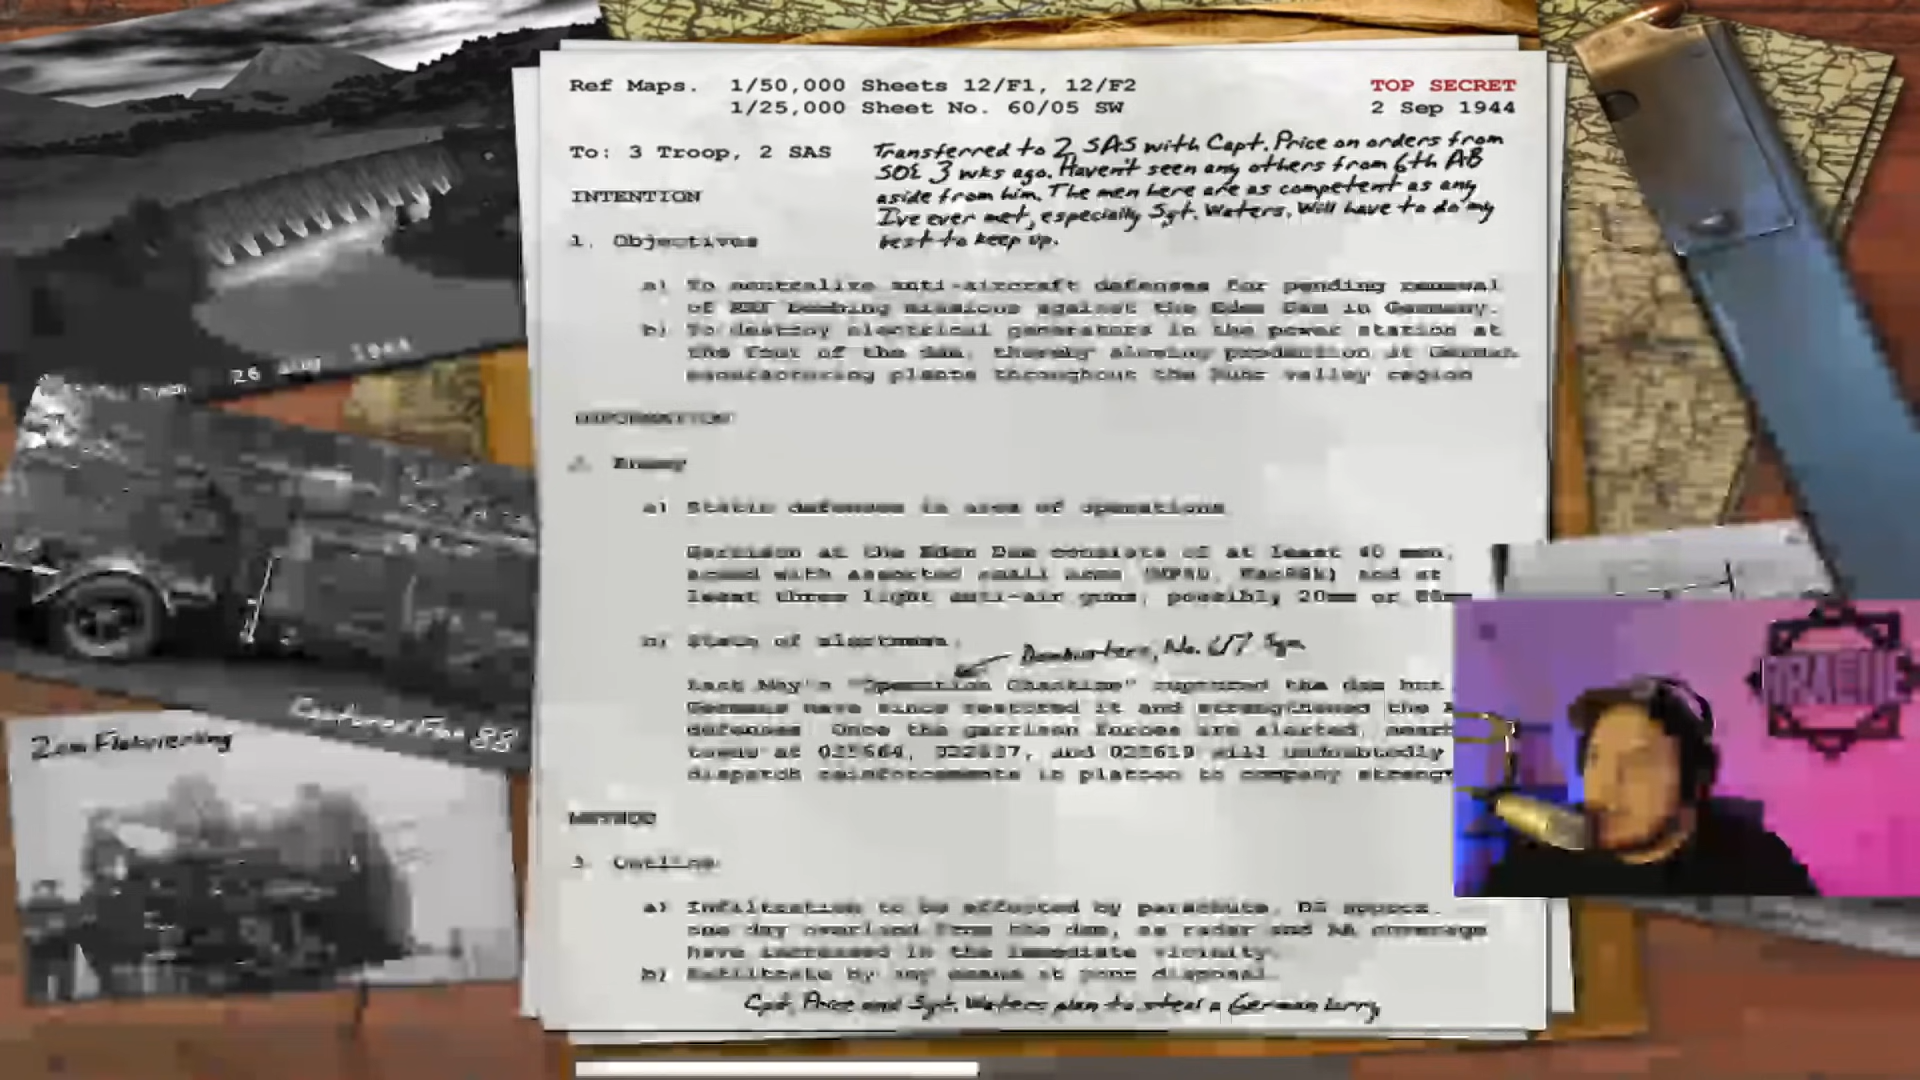 Ref Maps. 1/50,000 Sheets 12/F1, 12/F2
1/25,000 Sheet No. 60/05 SW
TOP SECRET
2 Sep 1944
To: 3 Troop, 2 SAS
Transferred to 2 SAS with Capt. Price on orders from
SOE 3 wks ago. Haven't seen any others from 6th AB
aside from him. The men here are as competent as any
I've ever met, especially Sgt. Waters. Will have to do my
best to keep up.
INTENTION
1. Objectives
a) To neutralize anti-aircraft defenses for pending renewal
of RAF bombing missions against the Eder Dam in Germany.
b) To destroy electrical generators in the power station at
the foot of the dam, thereby slowing production at German
manufacturing plants throughout the Ruhr valley region
INFORMATION
2. Enemy
a) Static defenses in area of operations
Garrison at the Eder Dam consists of at least 40 men,
armed with assorted small arms (MP40, Kar98k) and at
least three light anti-air guns, possibly 20mm or
b) State of alertness.
Dambusters, No. 617 Sqn.
Last May's "Operation Chastise" ruptured the dam but
Germans have since restored it and strengthened the
defenses. Once the garrison forces are alerted,
towns at and will undoubtedly
dispatch reinforcements in platoon to company
METHOD
3. Outline
a) Infiltration to be effected by parachute, DZ approx.
one day overland from the dam, as radar and AA coverage
have increased in the immediate vicinity.
b) Exfiltrate by any means at your disposal.
Cpt. Price and Sgt. Waters plan to steal a German lorry
26 Aug 1944
Captured Flak 88
2cm Flakvierling
DRACHE